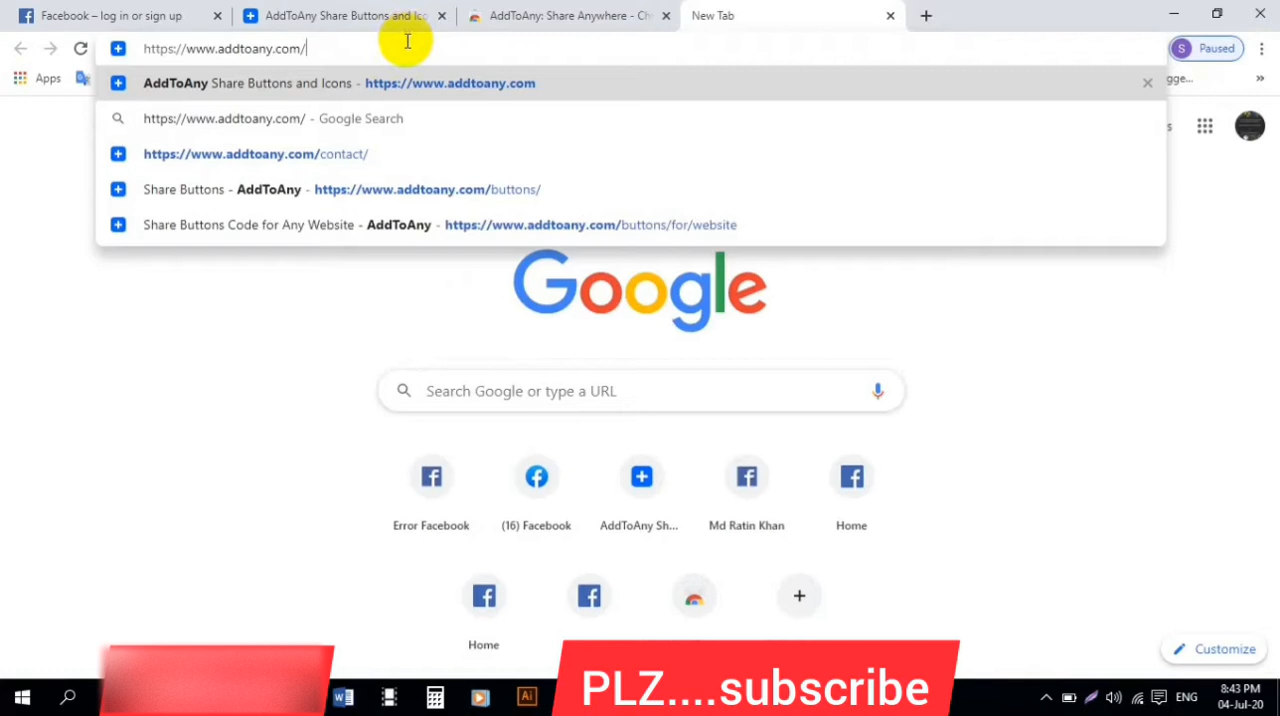 Facebook - log in or sign up
AddToAny Share Buttons and Ico
AddToAny: Share Anywhere - Ch
New Tab
https://www.addtoany.com/
Paused
Apps
gge...
AddToAny Share Buttons and Icons - https://www.addtoany.com
https://www.addtoany.com/ - Google Search
https://www.addtoany.com/contact/
Share Buttons - AddToAny - https://www.addtoany.com/buttons/
Share Buttons Code for Any Website - AddToAny - https://www.addtoany.com/buttons/for/website
S
s
Google
Search Google or type a URL
Error Facebook
(16) Facebook
AddToAny Sh...
Md Ratin Khan
Home
Home
Customize
PLZ....subscribe
W
Ai
ENG
8:43 PM
04-Jul-20